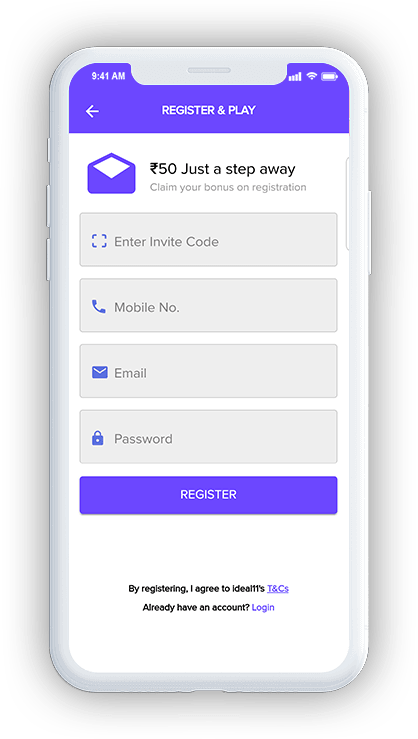 9:41 AM
REGISTER & PLAY
₹50 Just a step away
Claim your bonus on registration
Enter Invite Code
Mobile No.
Email
Password
REGISTER
By registering, I agree to ideal11's T&Cs
Already have an account? Login